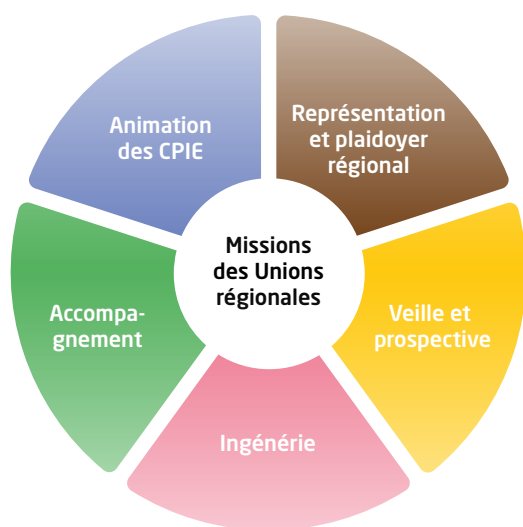 Animation
des CPIE
Représentation
et plaidoyer
régional
Missions
des Unions
régionales
Accompa-
gnement
Veille et
prospective
Ingénérie